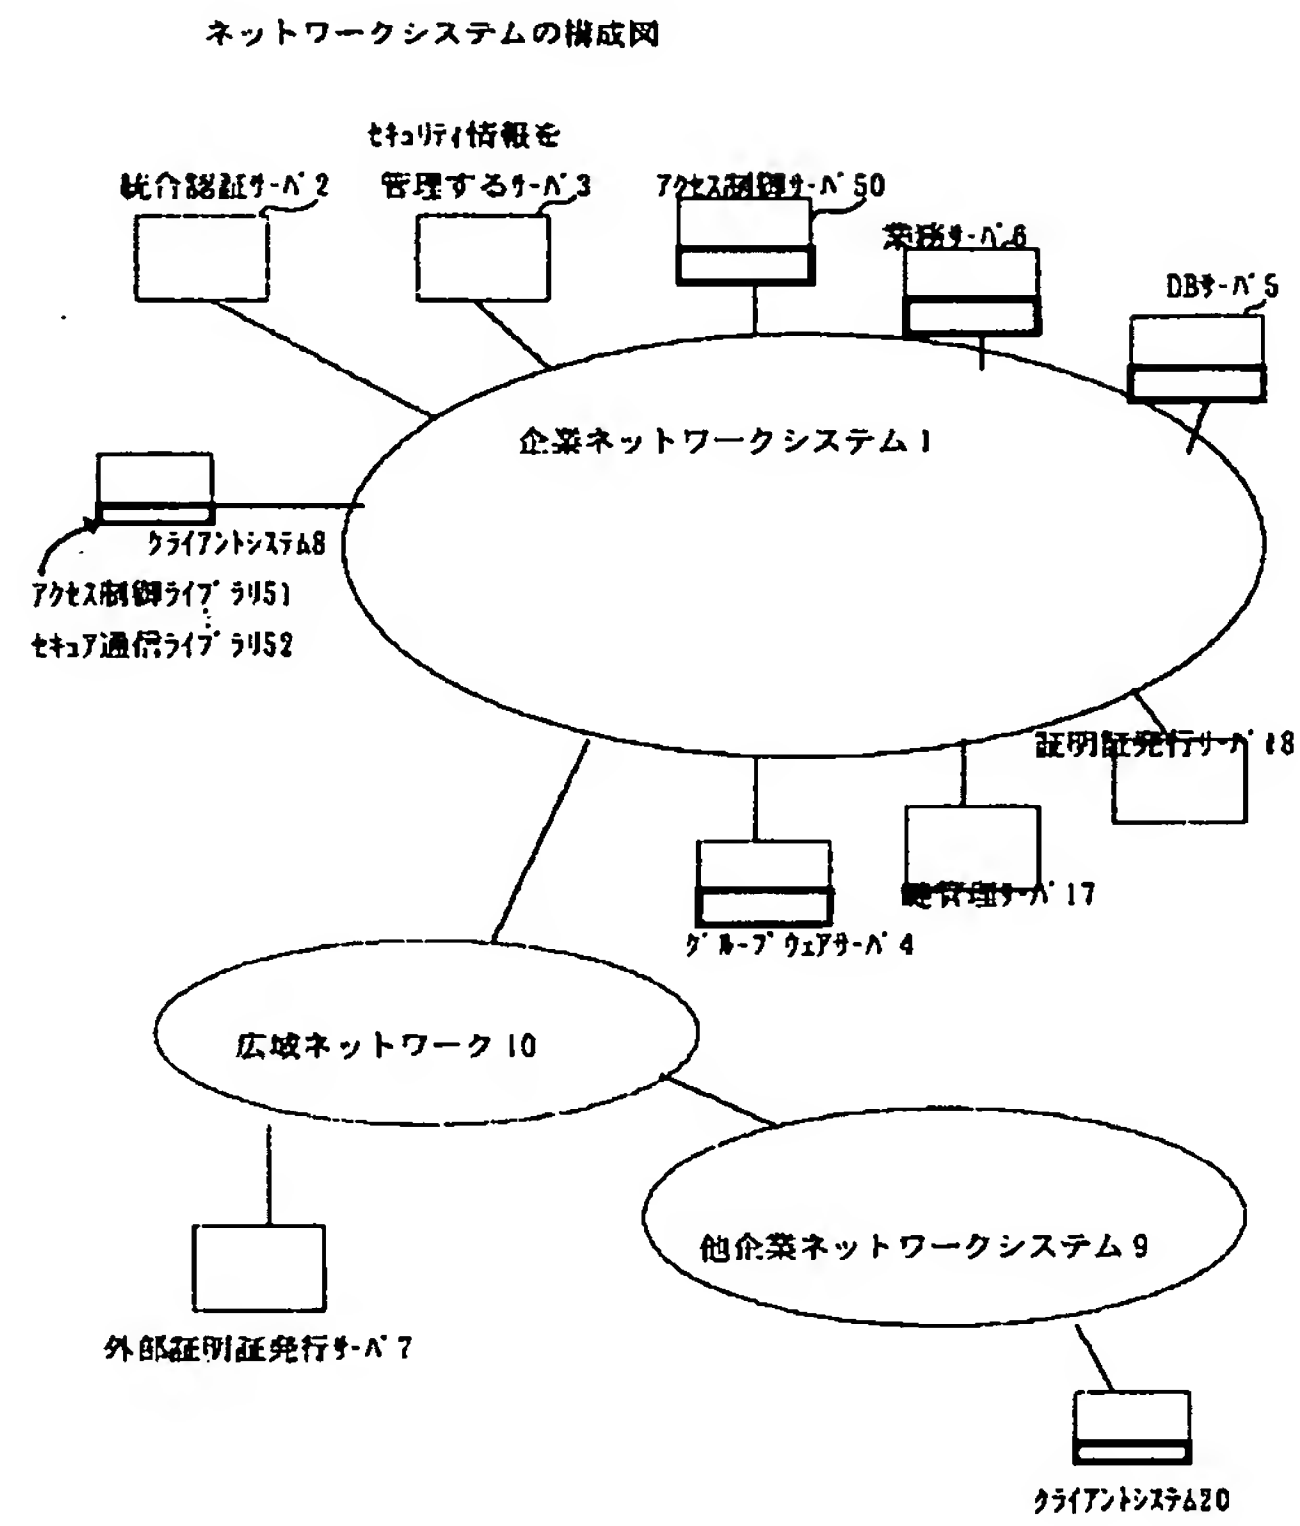 ネットワークシステムの構成図
統合認証サーバ2
セキュリティ情報を
管理するサーバ3
アクセス制御サーバ50
業務サーバ6
DBサーバ5
企業ネットワークシステム1
クライアントシステム8
アクセス制御ライブラリ51
セキュア通信ライブラリ52
証明証発行サーバ18
鍵管理サーバ17
グループウェアサーバ4
広域ネットワーク10
他企業ネットワークシステム9
外部証明証発行サーバ7
クライアントシステム20